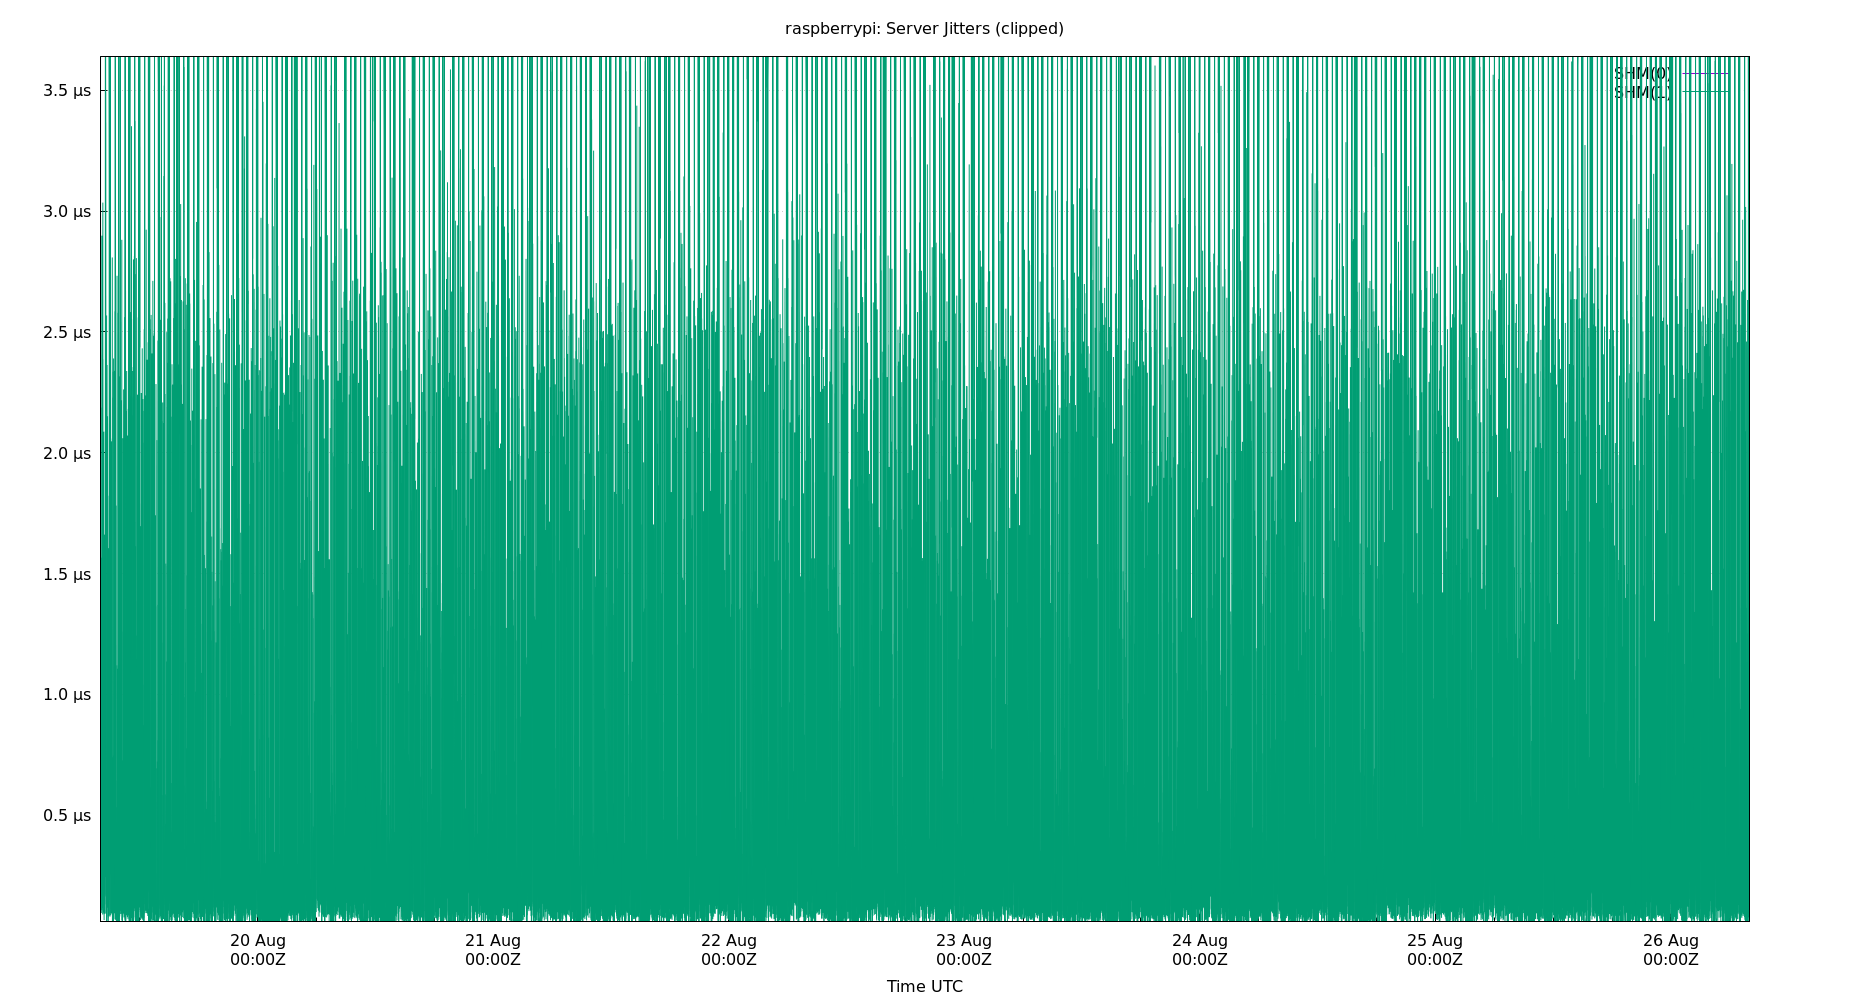 raspberrypi: Server Jitters (clipped)
SHM(0)
SHM(1)
3.5 μs
3.0 μs
2.5 μs
2.0 μs
1.5 μs
1.0 μs
0.5 μs
20 Aug 21 Aug 22 Aug 23 Aug 24 Aug 25 Aug 26 Aug
00:00Z 00:00Z 00:00Z 00:00Z 00:00Z 00:00Z 00:00Z
Time UTC